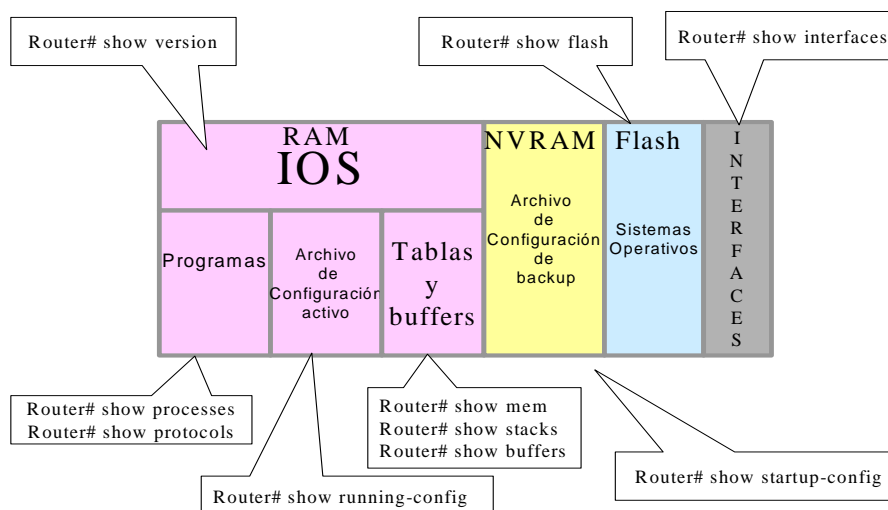 Router# show version
Router# show flash
Router# show interfaces
RAM
IOS
NVRAM
Flash
INTERFACES
Programas
Archivo
de
Configuración
activo
Tablas
y
buffers
Archivo
de
Configuración
de
backup
Sistemas
Operativos
Router# show processes
Router# show protocols
Router# show mem
Router# show stacks
Router# show buffers
Router# show running-config
Router# show startup-config